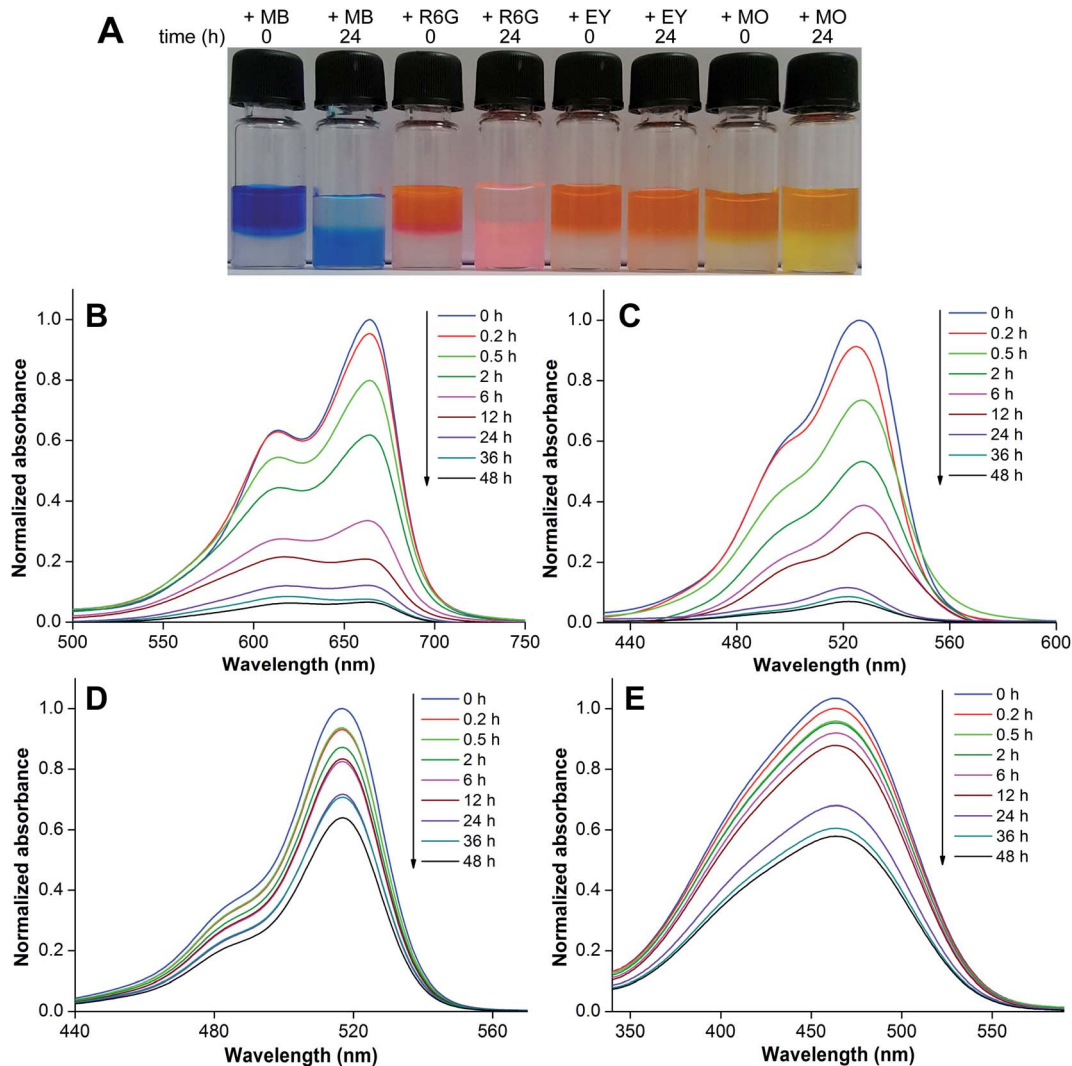 A
+ MB + MB + R6G + R6G + EY + EY + MO + MO
time (h) 0 24 0 24 0 24 0 24
B
Normalized absorbance
1.0
0.8
0.6
0.4
0.2
0.0
500 550 600 650 700 750
Wavelength (nm)
0 h
0.2 h
0.5 h
2 h
6 h
12 h
24 h
36 h
48 h
C
Normalized absorbance
1.0
0.8
0.6
0.4
0.2
0.0
440 480 520 560 600
Wavelength (nm)
0 h
0.2 h
0.5 h
2 h
6 h
12 h
24 h
36 h
48 h
D
Normalized absorbance
1.0
0.8
0.6
0.4
0.2
0.0
440 480 520 560
Wavelength (nm)
0 h
0.2 h
0.5 h
2 h
6 h
12 h
24 h
36 h
48 h
E
Normalized absorbance
1.0
0.8
0.6
0.4
0.2
0.0
350 400 450 500 550
Wavelength (nm)
0 h
0.2 h
0.5 h
2 h
6 h
12 h
24 h
36 h
48 h